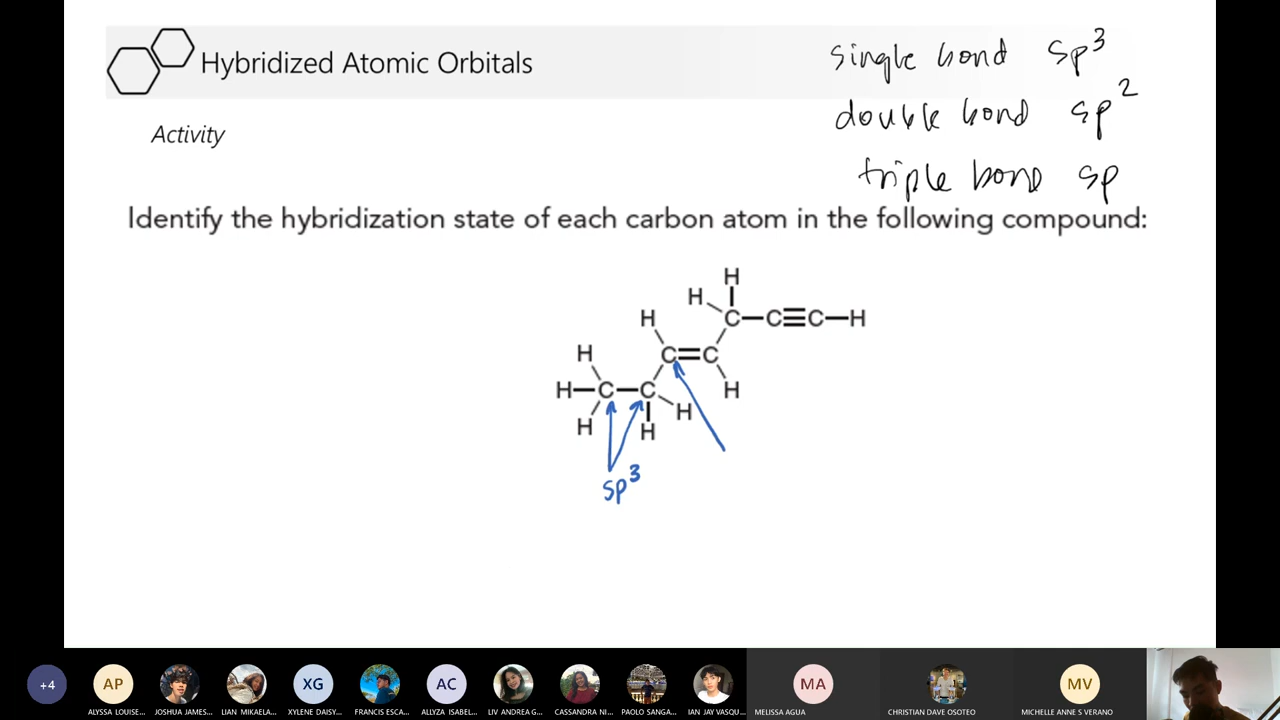 Hybridized Atomic Orbitals
single bond sp³
double bond sp²
triple bond sp
Activity
Identify the hybridization state of each carbon atom in the following compound:
H
H
H C—C≡C—H
H C=C
H—C—C H
H H H
sp³
+4 AP XG AC MA MV
ALYSSA LOUISE... JOSHUA JAMES... LIAN MIKAELA... XYLENE DAISY... FRANCIS ESCA... ALLYZA ISABEL... LIV ANDREA G... CASSANDRA NI... PAOLO SANGA... IAN JAY VASQU... MELISSA AGUA CHRISTIAN DAVE OSOTEO MICHELLE ANNE S VERANO